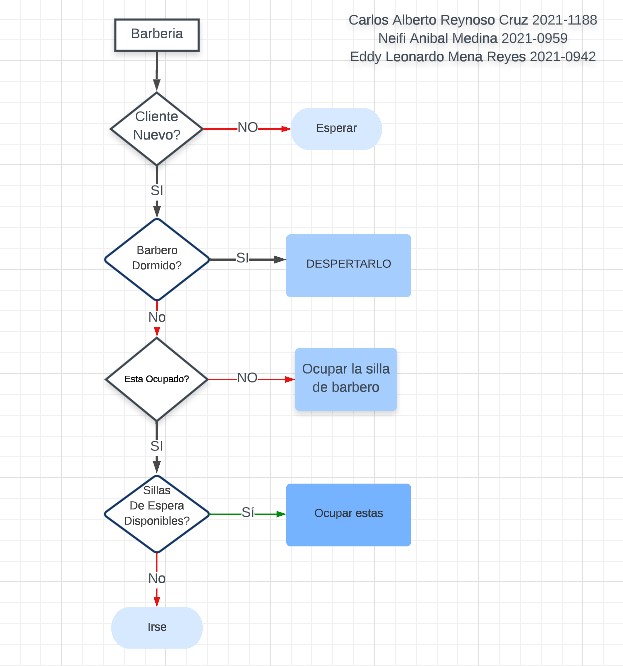 Barberia
Carlos Alberto Reynoso Cruz 2021-1188
Neifi Anibal Medina 2021-0959
Eddy Leonardo Mena Reyes 2021-0942
Cliente
Nuevo?
NO
Esperar
SI
Barbero
Dormido?
SI
DESPERTARLO
No
Esta Ocupado?
NO
Ocupar la silla
de barbero
SI
Sillas
De Espera
Disponibles?
Sí
Ocupar estas
No
Irse